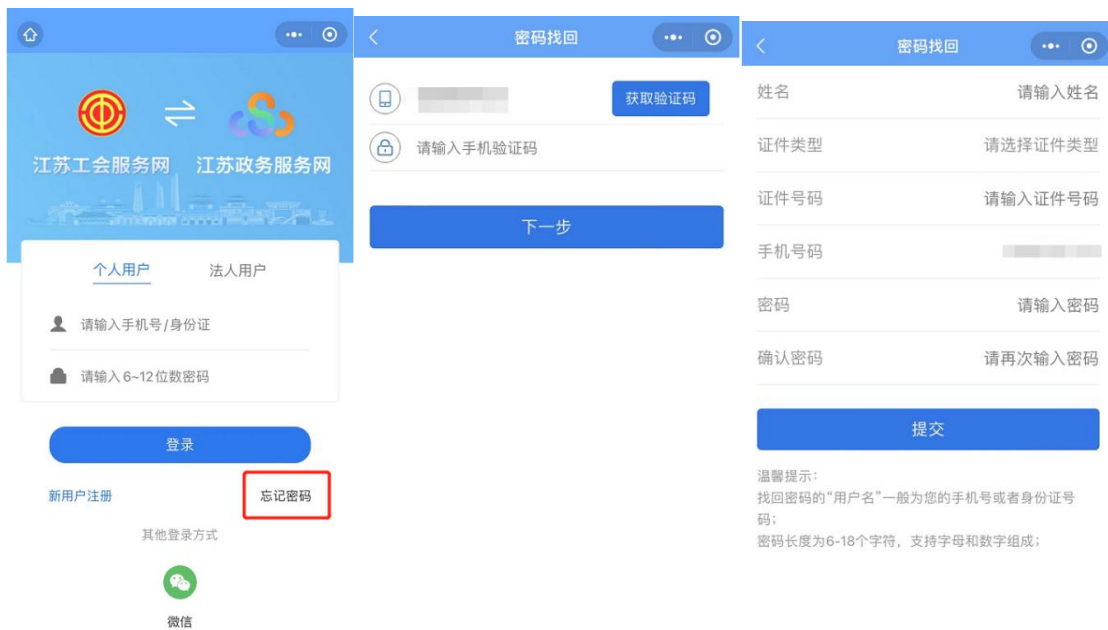 江苏工会服务网
江苏政务服务网
个人用户
法人用户
请输入手机号/身份证
请输入6~12位数密码
登录
新用户注册
忘记密码
其他登录方式
微信
密码找回
获取验证码
请输入手机验证码
下一步
密码找回
姓名 请输入姓名
证件类型 请选择证件类型
证件号码 请输入证件号码
手机号码
密码 请输入密码
确认密码 请再次输入密码
提交
温馨提示：
找回密码的“用户名”一般为您的手机号或者身份证号
码；
密码长度为6-18个字符，支持字母和数字组成；